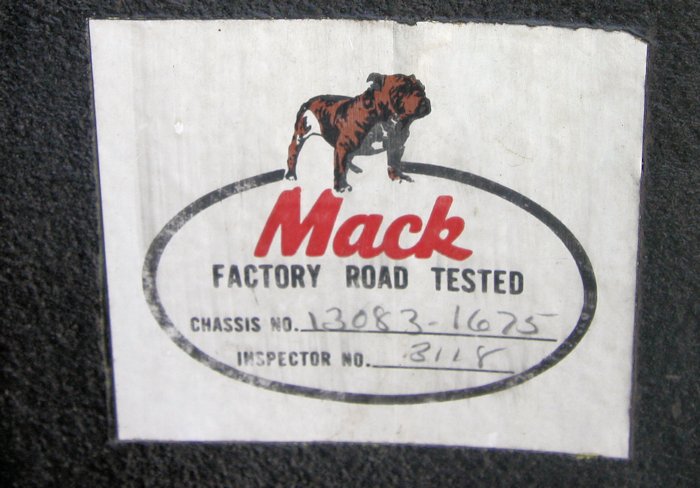 Mack
FACTORY ROAD TESTED
CHASSIS NO. 13083-1675
INSPECTOR NO. 3118